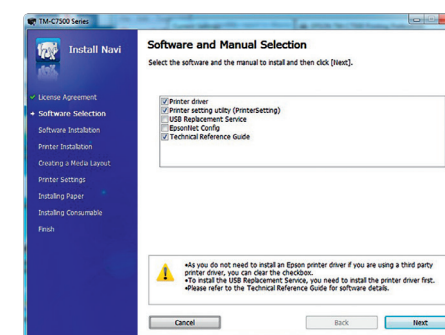 TM-C7500 Series
Install Navi
License Agreement
Software Selection
Software Installation
Printer Installation
Creating a Media Layout
Printer Settings
Installing Paper
Installing Consumable
Finish
Software and Manual Selection
Select the software and the manual to install and then click [Next].
Printer driver
Printer setting utility (PrinterSetting)
USB Replacement Service
EpsonNet Config
Technical Reference Guide
•As you do not need to install an Epson printer driver if you are using a third party
printer driver, you can clear the checkbox.
•To install the USB Replacement Service, you need to install the printer driver first.
•Please refer to the Technical Reference Guide for software details.
Cancel
Back
Next